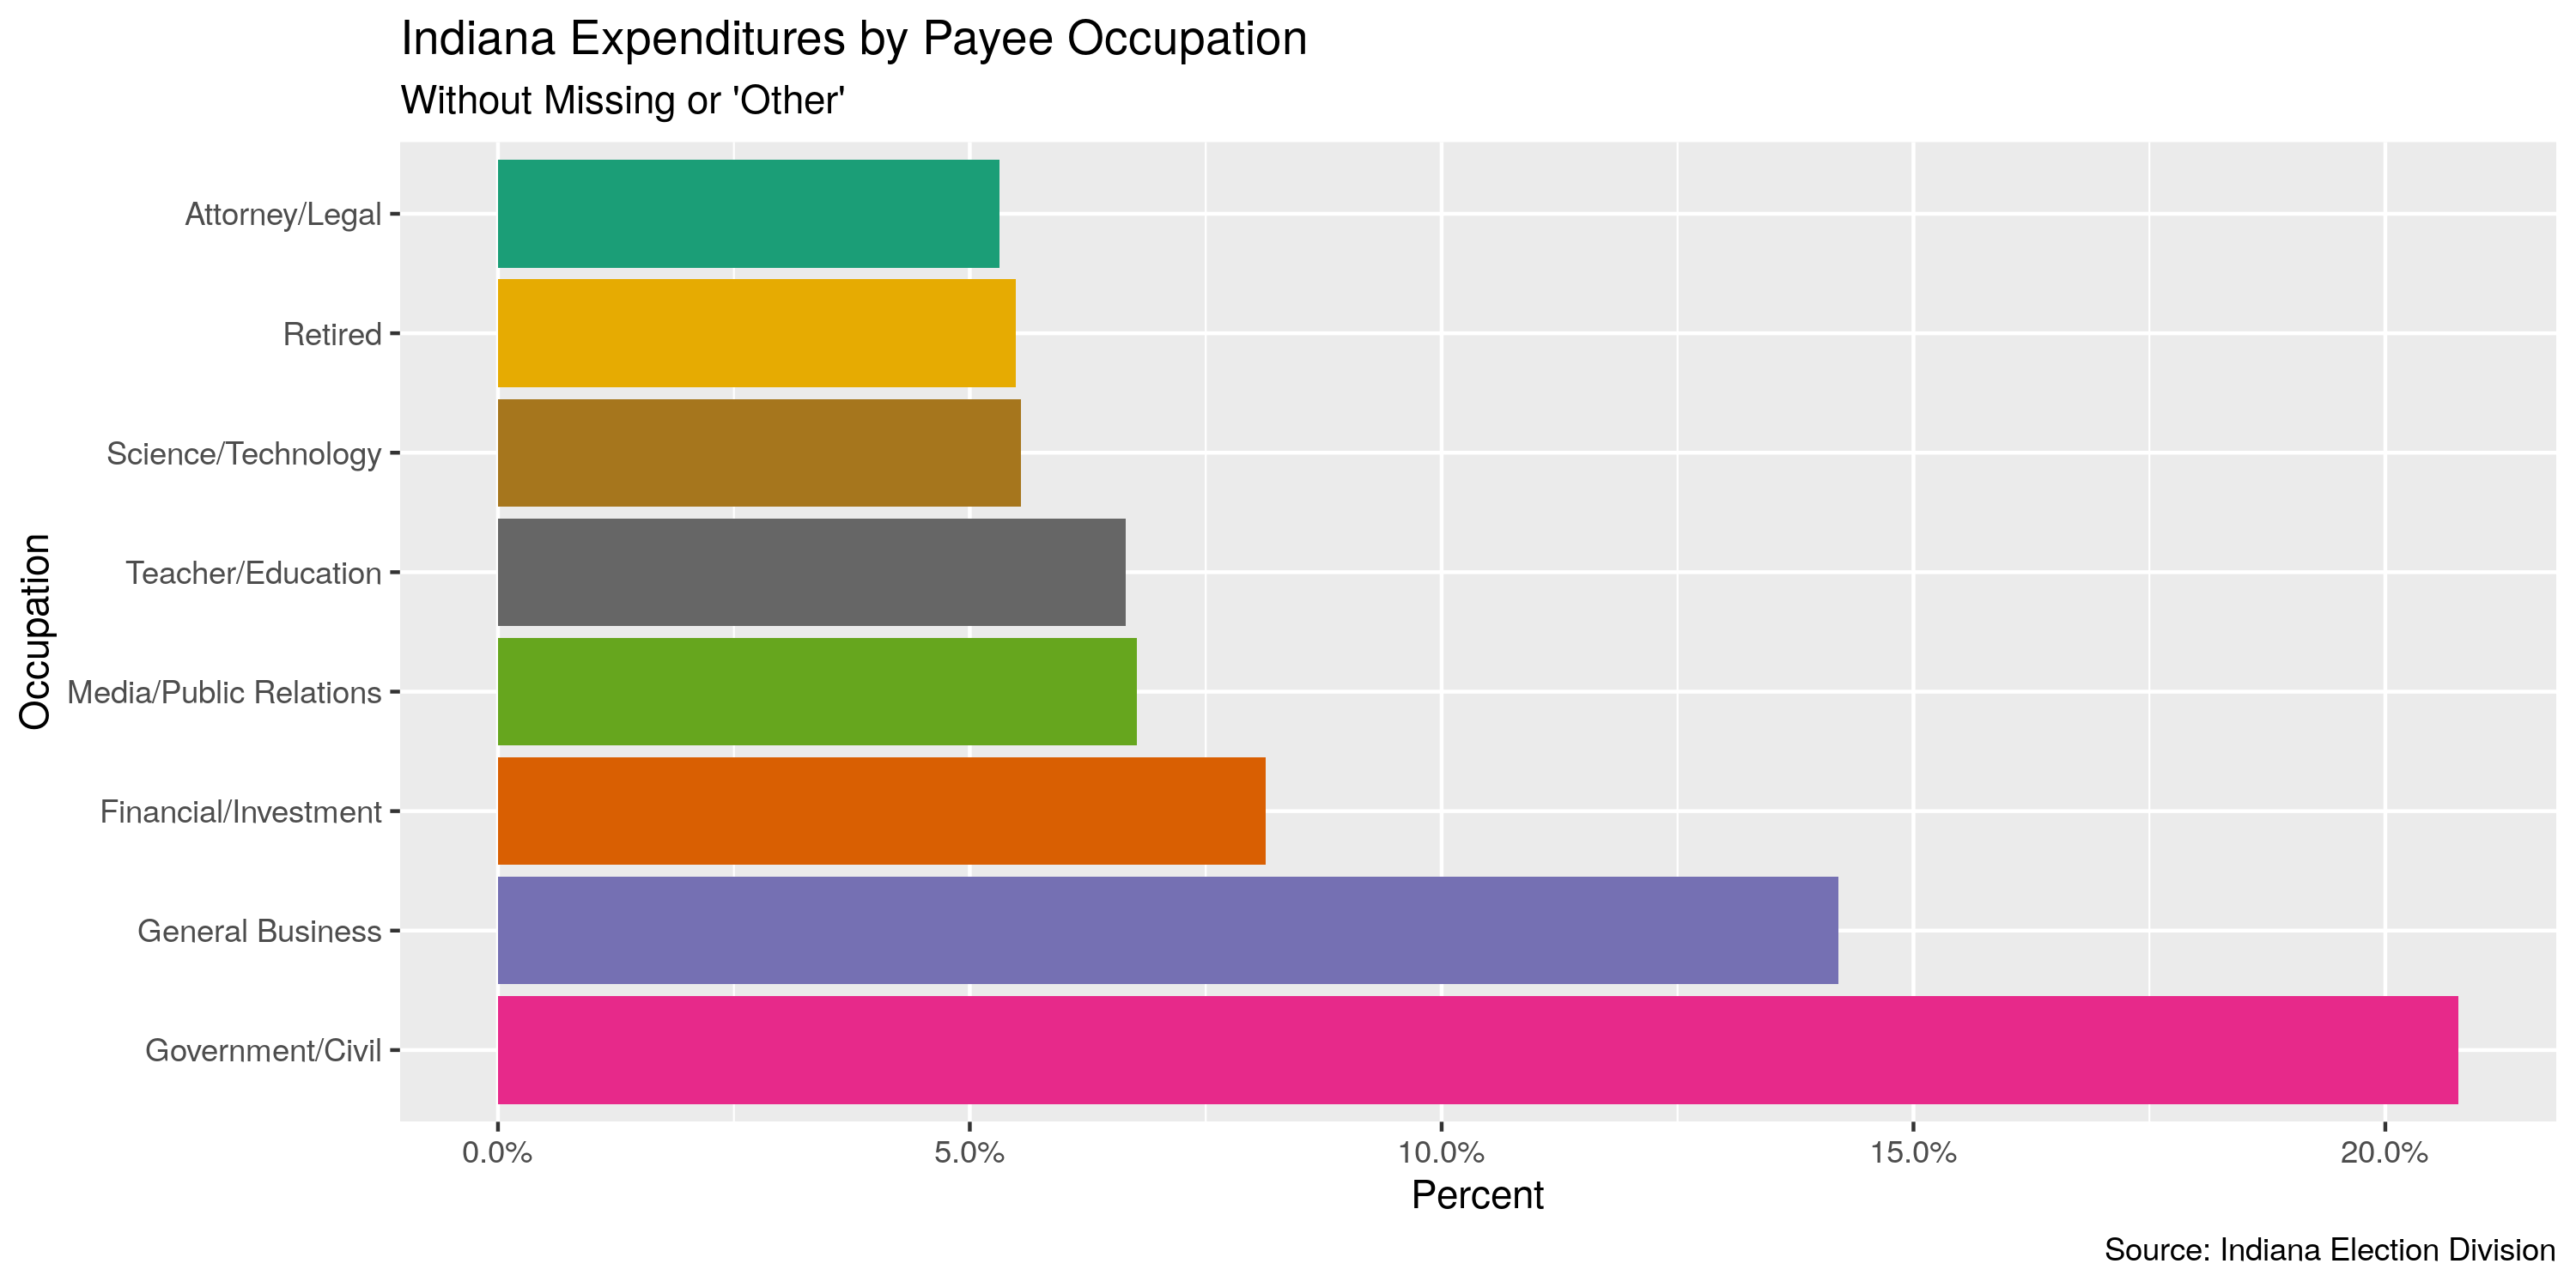 Indiana Expenditures by Payee Occupation
Without Missing or 'Other'
Occupation
Attorney/Legal
Retired
Science/Technology
Teacher/Education
Media/Public Relations
Financial/Investment
General Business
Government/Civil
0.0% 5.0% 10.0% 15.0% 20.0%
Percent
Source: Indiana Election Division